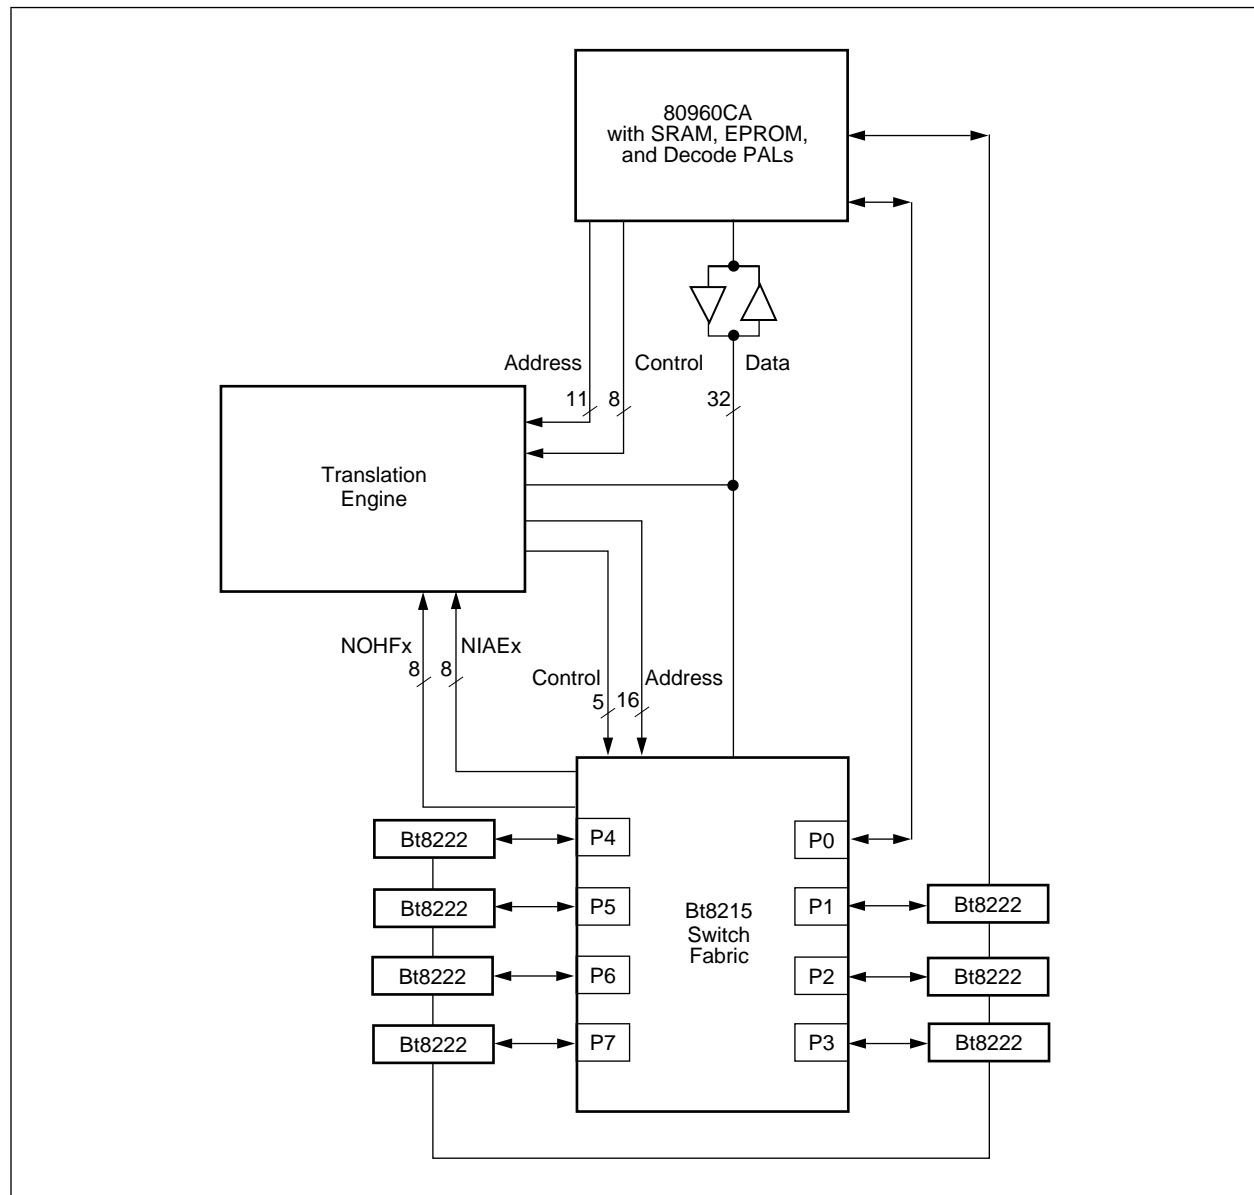 80960CA
with SRAM, EPROM,
and Decode PALs
Address
Control
Data
11
8
32
Translation
Engine
NOHFx
NIAEx
8
8
Control
Address
5
16
Bt8222
P4
P0
Bt8222
P5
P1
Bt8222
Bt8215
Switch
Fabric
Bt8222
P6
P2
Bt8222
Bt8222
P7
P3
Bt8222